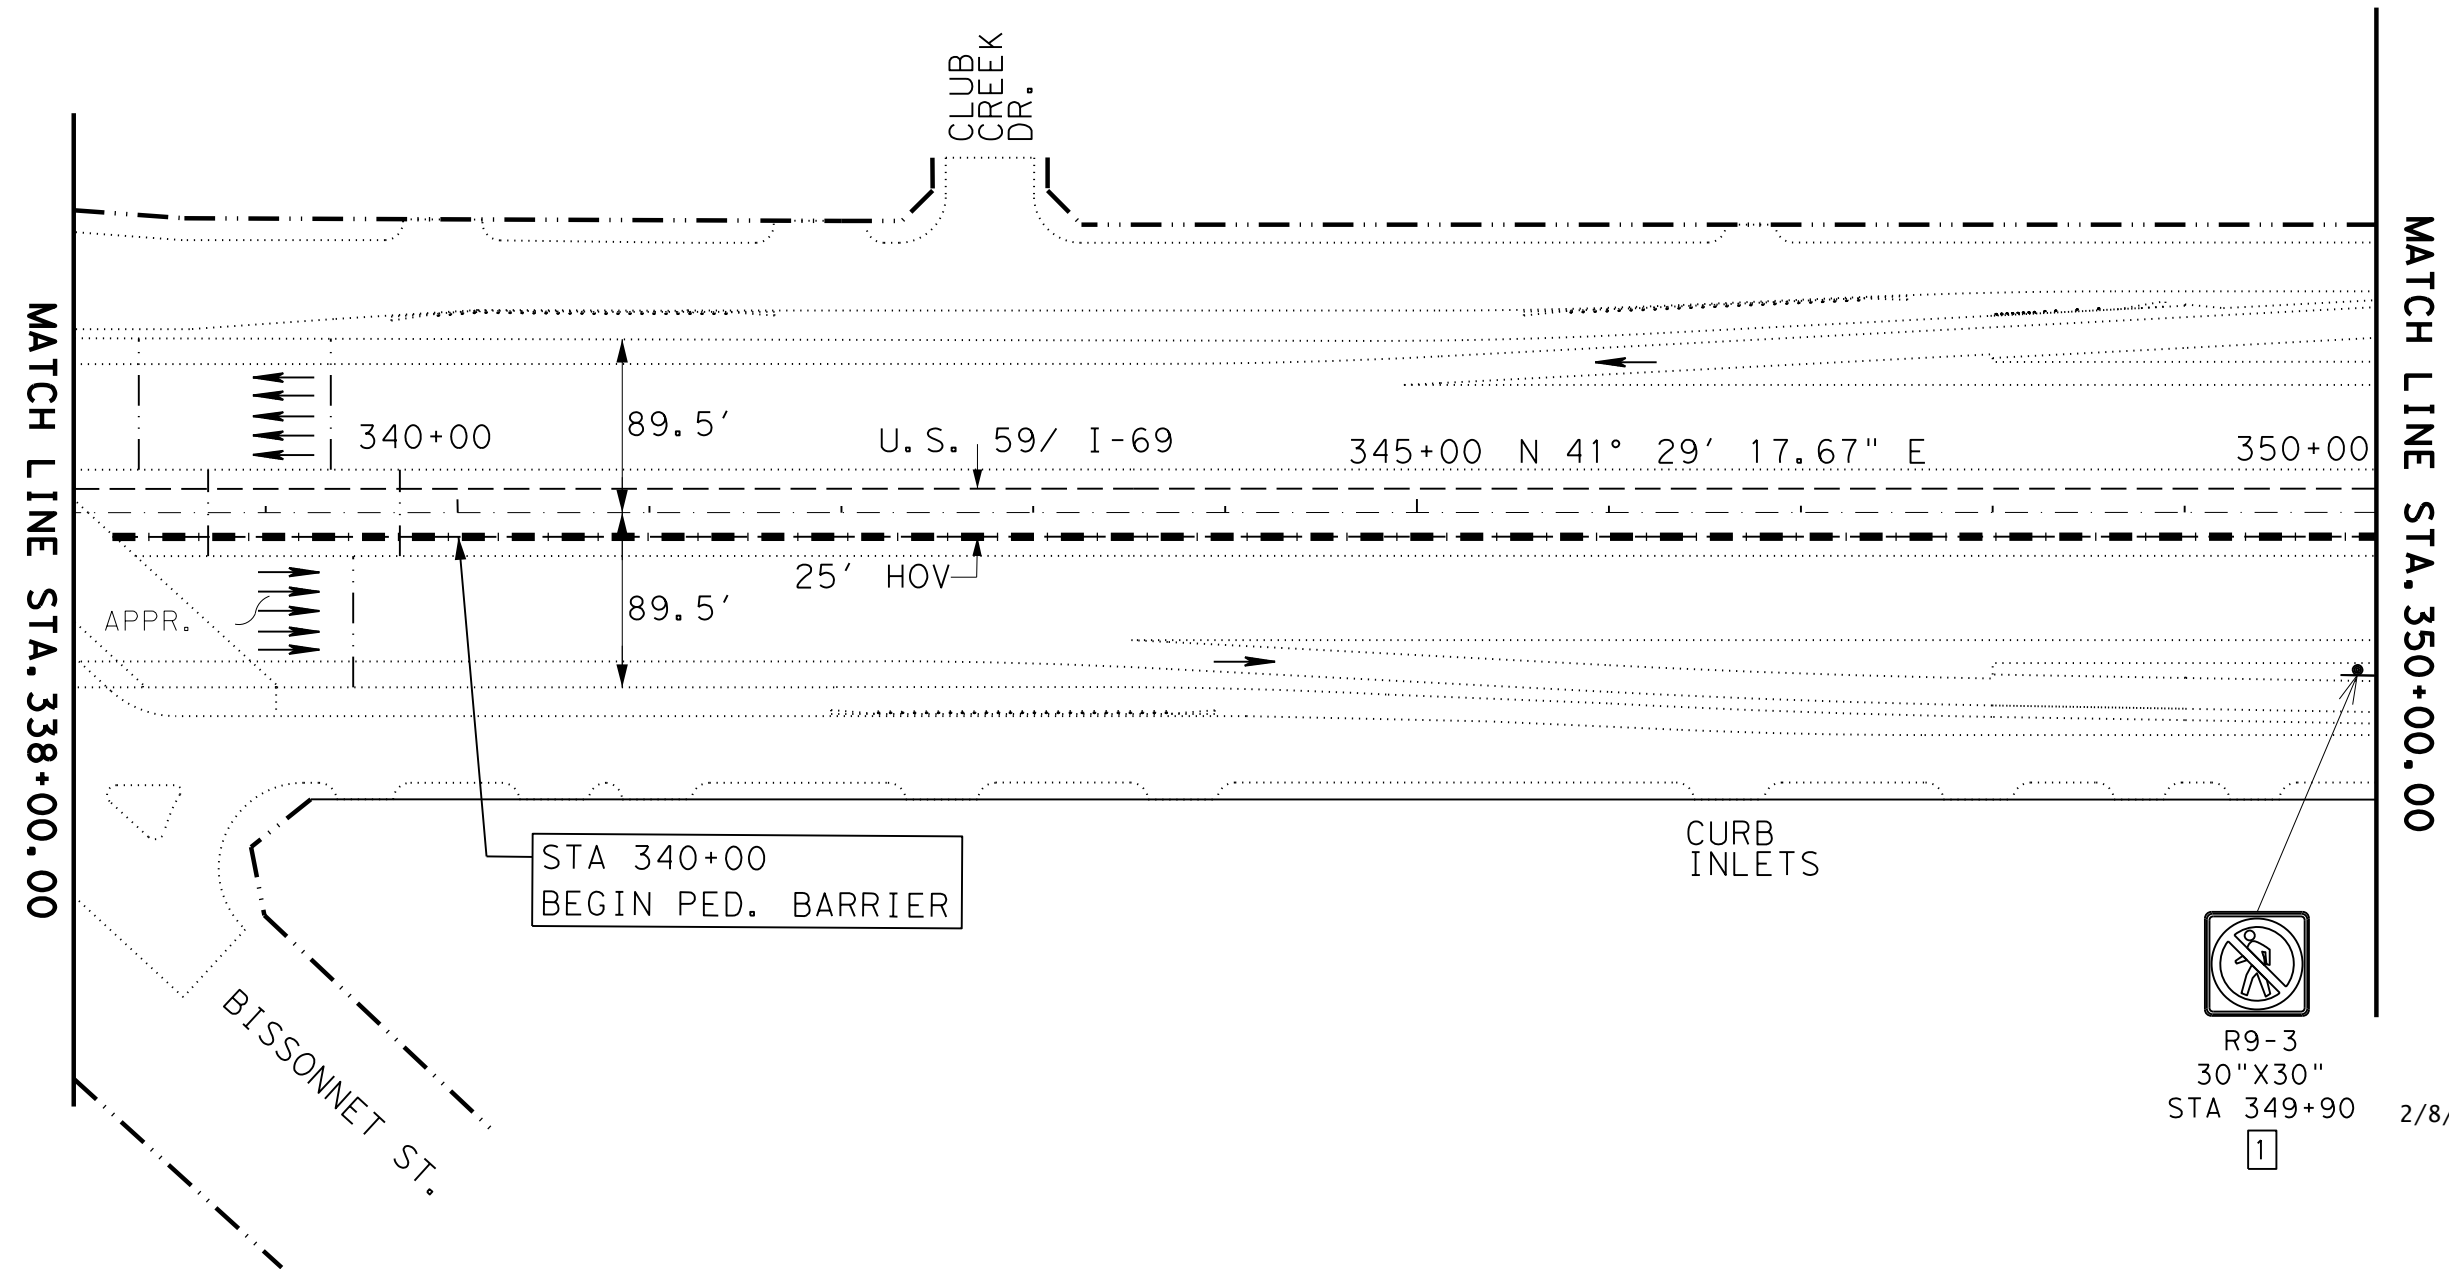 CLUB
CREEK
DR.
MATCH LINE STA. 338+00.00
MATCH LINE STA. 350+00.00
340+00
89.5'
U.S. 59/ I-69
345+00 N 41° 29' 17.67" E
350+00
25' HOV
89.5'
APPR.
CURB
INLETS
STA 340+00
BEGIN PED. BARRIER
BISSONNET ST.
R9-3
30"X30"
STA 349+90
2/8/
1